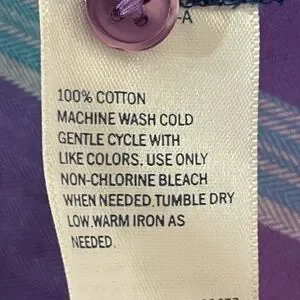 -A
100% COTTON
MACHINE WASH COLD
GENTLE CYCLE WITH
LIKE COLORS. USE ONLY
NON-CHLORINE BLEACH
WHEN NEEDED.TUMBLE DRY
LOW.WARM IRON AS
NEEDED.